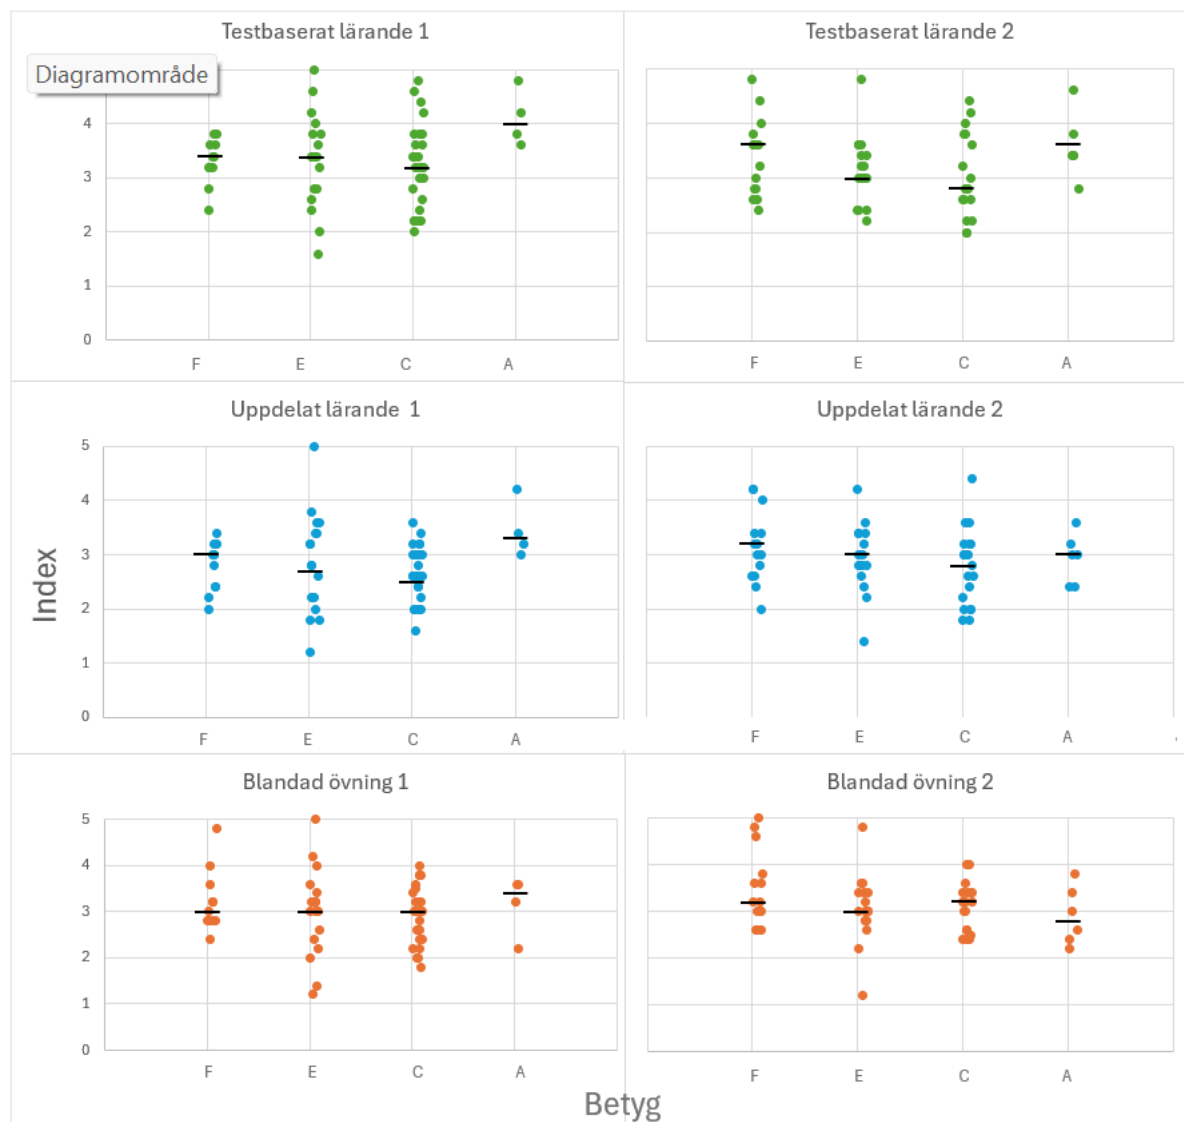 Testbaserat lärande 1
Testbaserat lärande 2
Diagramområde
4
3
2
1
0
F E C A
F E C A
Uppdelat lärande 1
Uppdelat lärande 2
5
4
3
2
1
0
Index
F E C A
F E C A
Blandad övning 1
Blandad övning 2
5
4
3
2
1
0
F E C A
F E C A
Betyg